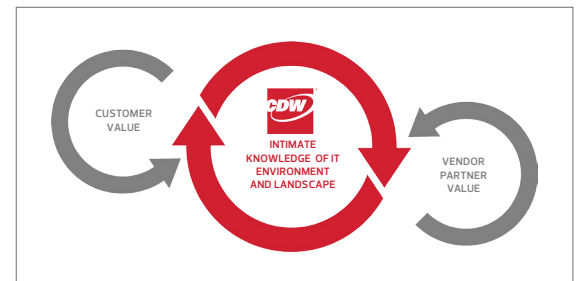 CUSTOMER
VALUE
CDW
INTIMATE
KNOWLEDGE OF IT
ENVIRONMENT
AND LANDSCAPE
VENDOR
PARTNER
VALUE